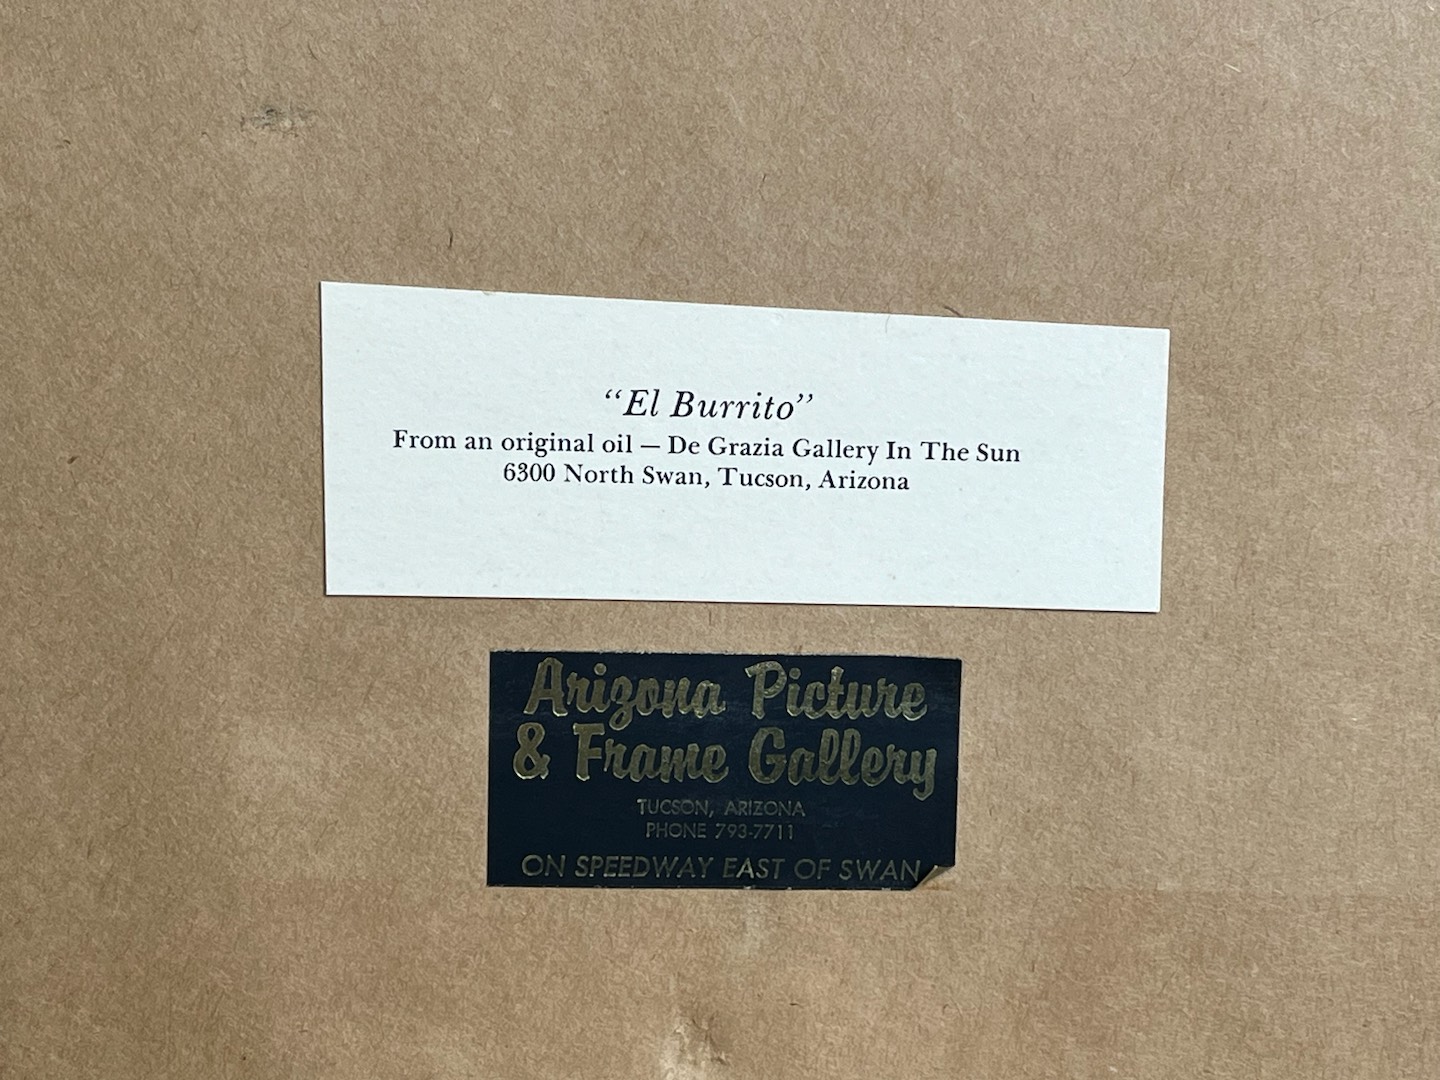 “El Burrito”
From an original oil — De Grazia Gallery In The Sun
6300 North Swan, Tucson, Arizona
Arizona Picture
& Frame Gallery
TUCSON, ARIZONA
PHONE 793-7711
ON SPEEDWAY EAST OF SWAN